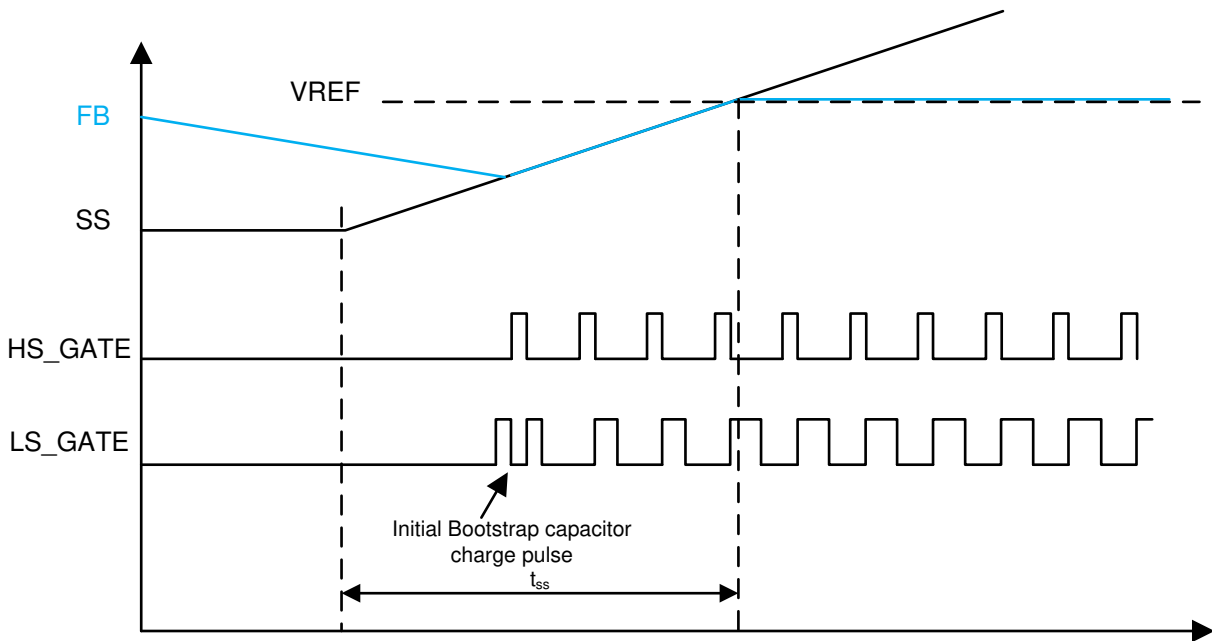 VREF
FB
SS
HS_GATE
LS_GATE
Initial Bootstrap capacitor
charge pulse
tss